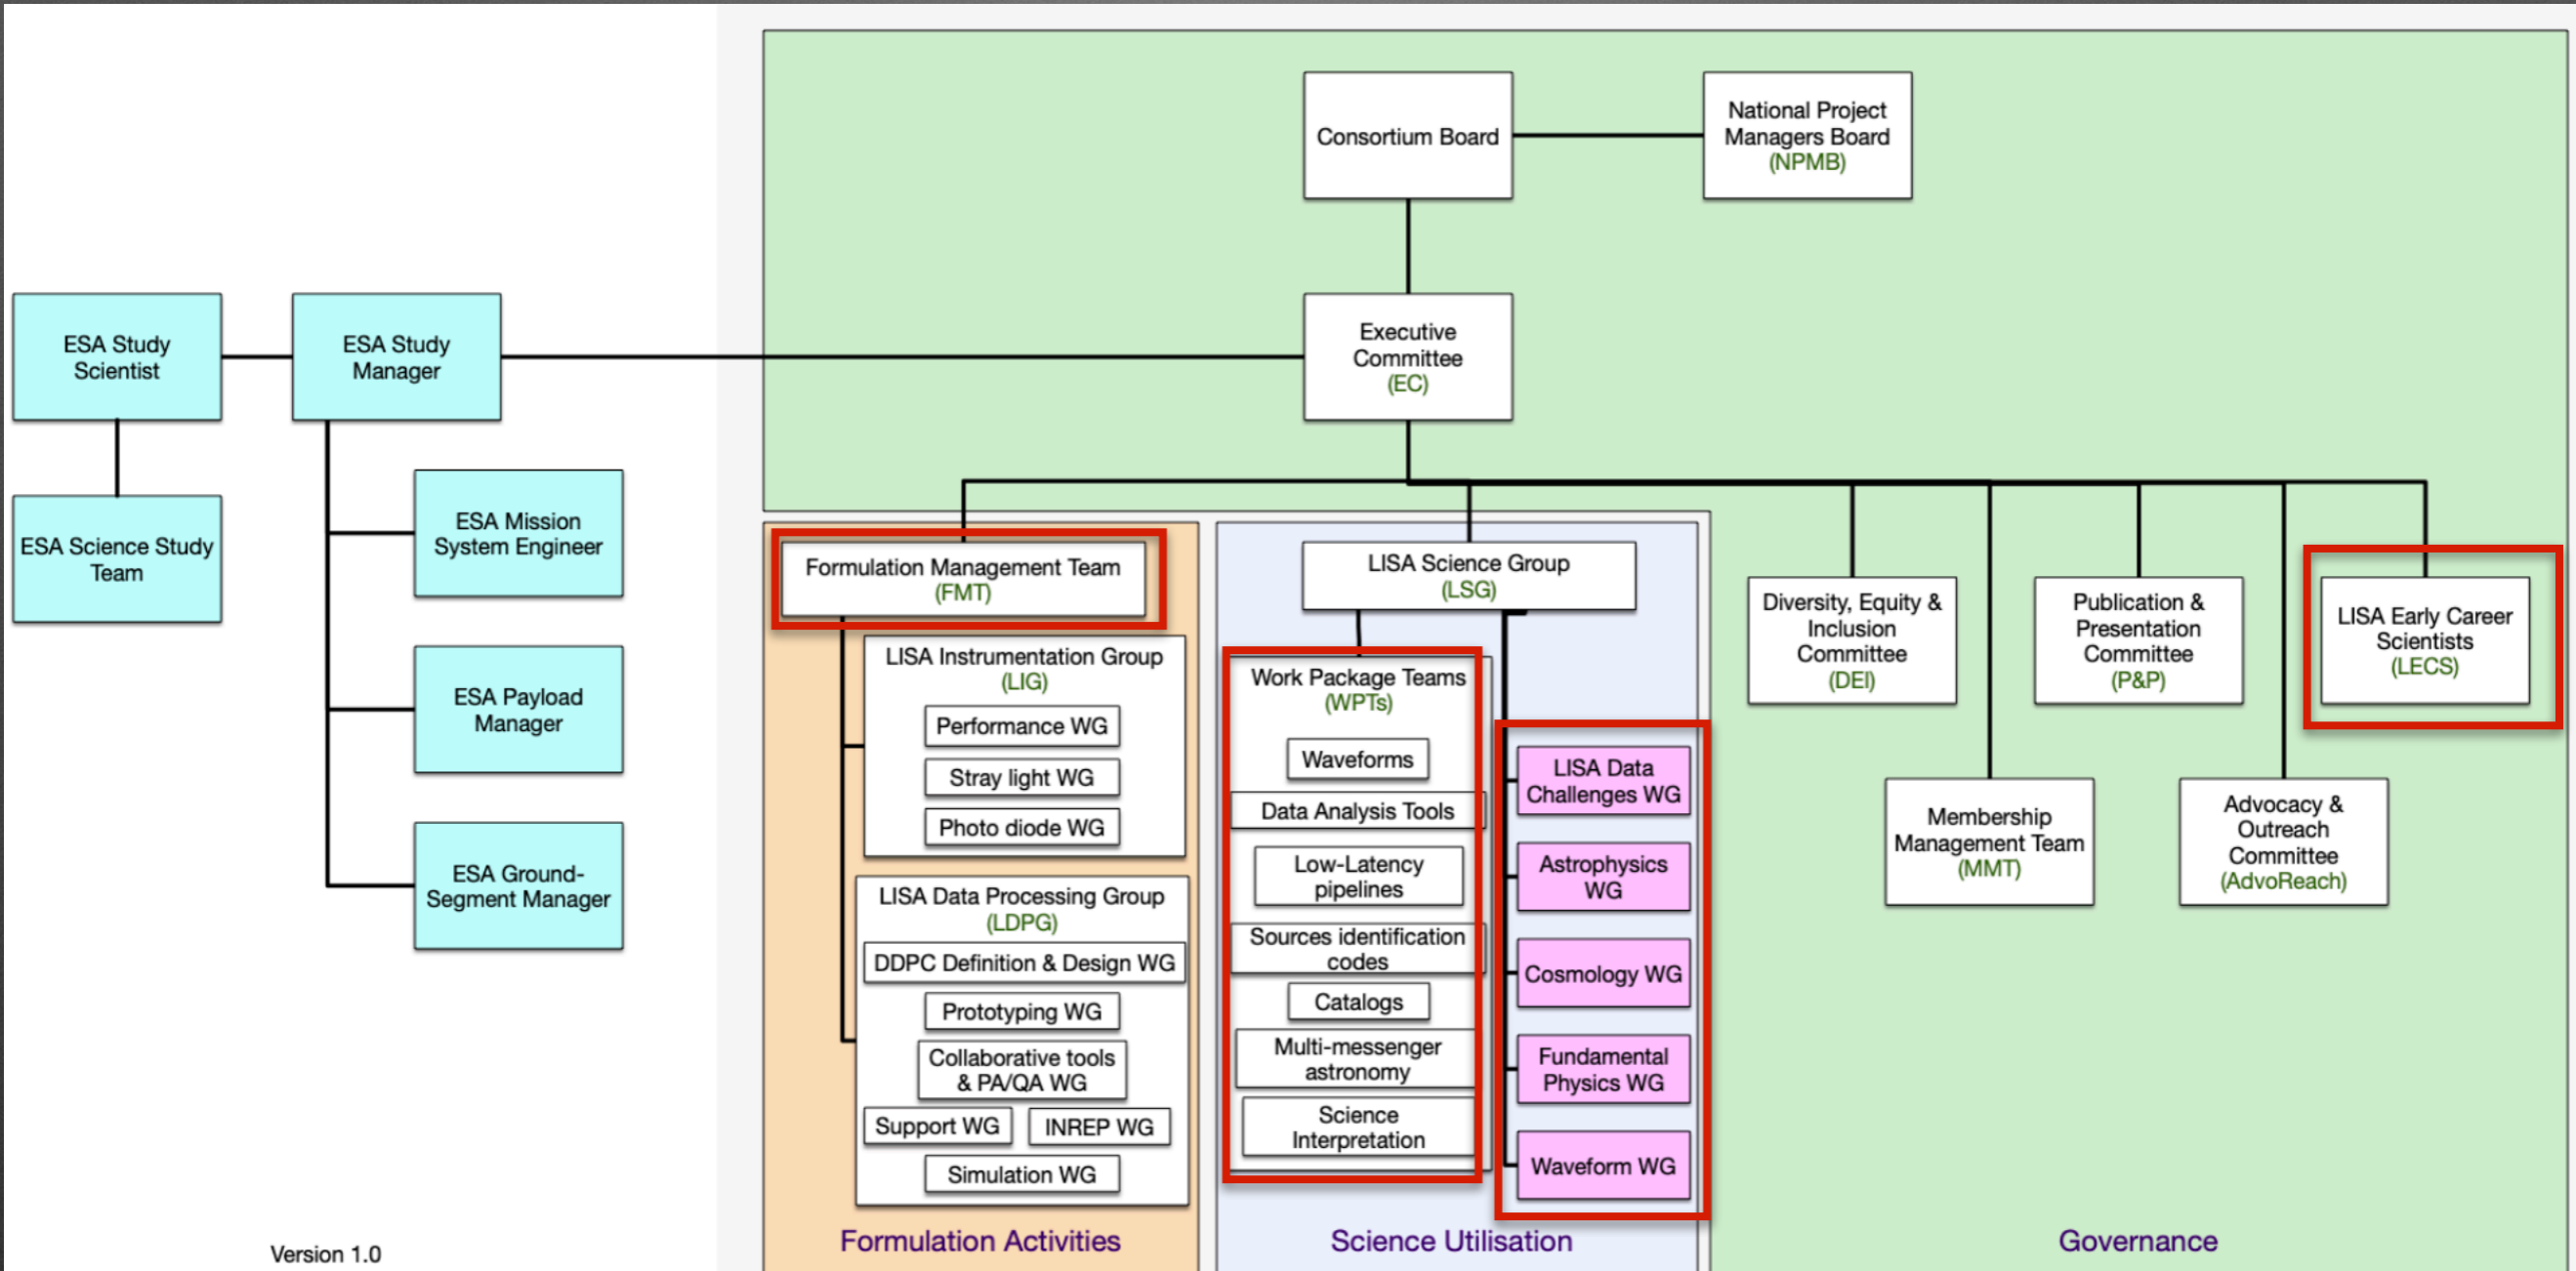 Consortium Board
National Project
Managers Board
(NPMB)
ESA Study
Scientist
ESA Study
Manager
Executive
Committee
(EC)
ESA Science Study
Team
ESA Mission
System Engineer
ESA Payload
Manager
ESA Ground-
Segment Manager
Version 1.0
Formulation Management Team
(FMT)
LISA Instrumentation Group
(LIG)
Performance WG
Stray light WG
Photo diode WG
LISA Data Processing Group
(LDPG)
DDPC Definition & Design WG
Prototyping WG
Collaborative tools
& PA/QA WG
Support WG
INREP WG
Simulation WG
Formulation Activities
LISA Science Group
(LSG)
Work Package Teams
(WPTs)
Waveforms
Data Analysis Tools
Low-Latency
pipelines
Sources identification
codes
Catalogs
Multi-messenger
astronomy
Science
Interpretation
LISA Data
Challenges WG
Astrophysics
WG
Cosmology WG
Fundamental
Physics WG
Waveform WG
Science Utilisation
Diversity, Equity &
Inclusion
Committee
(DEI)
Publication &
Presentation
Committee
(P&P)
LISA Early Career
Scientists
(LECS)
Membership
Management Team
(MMT)
Advocacy &
Outreach
Committee
(AdvoReach)
Governance